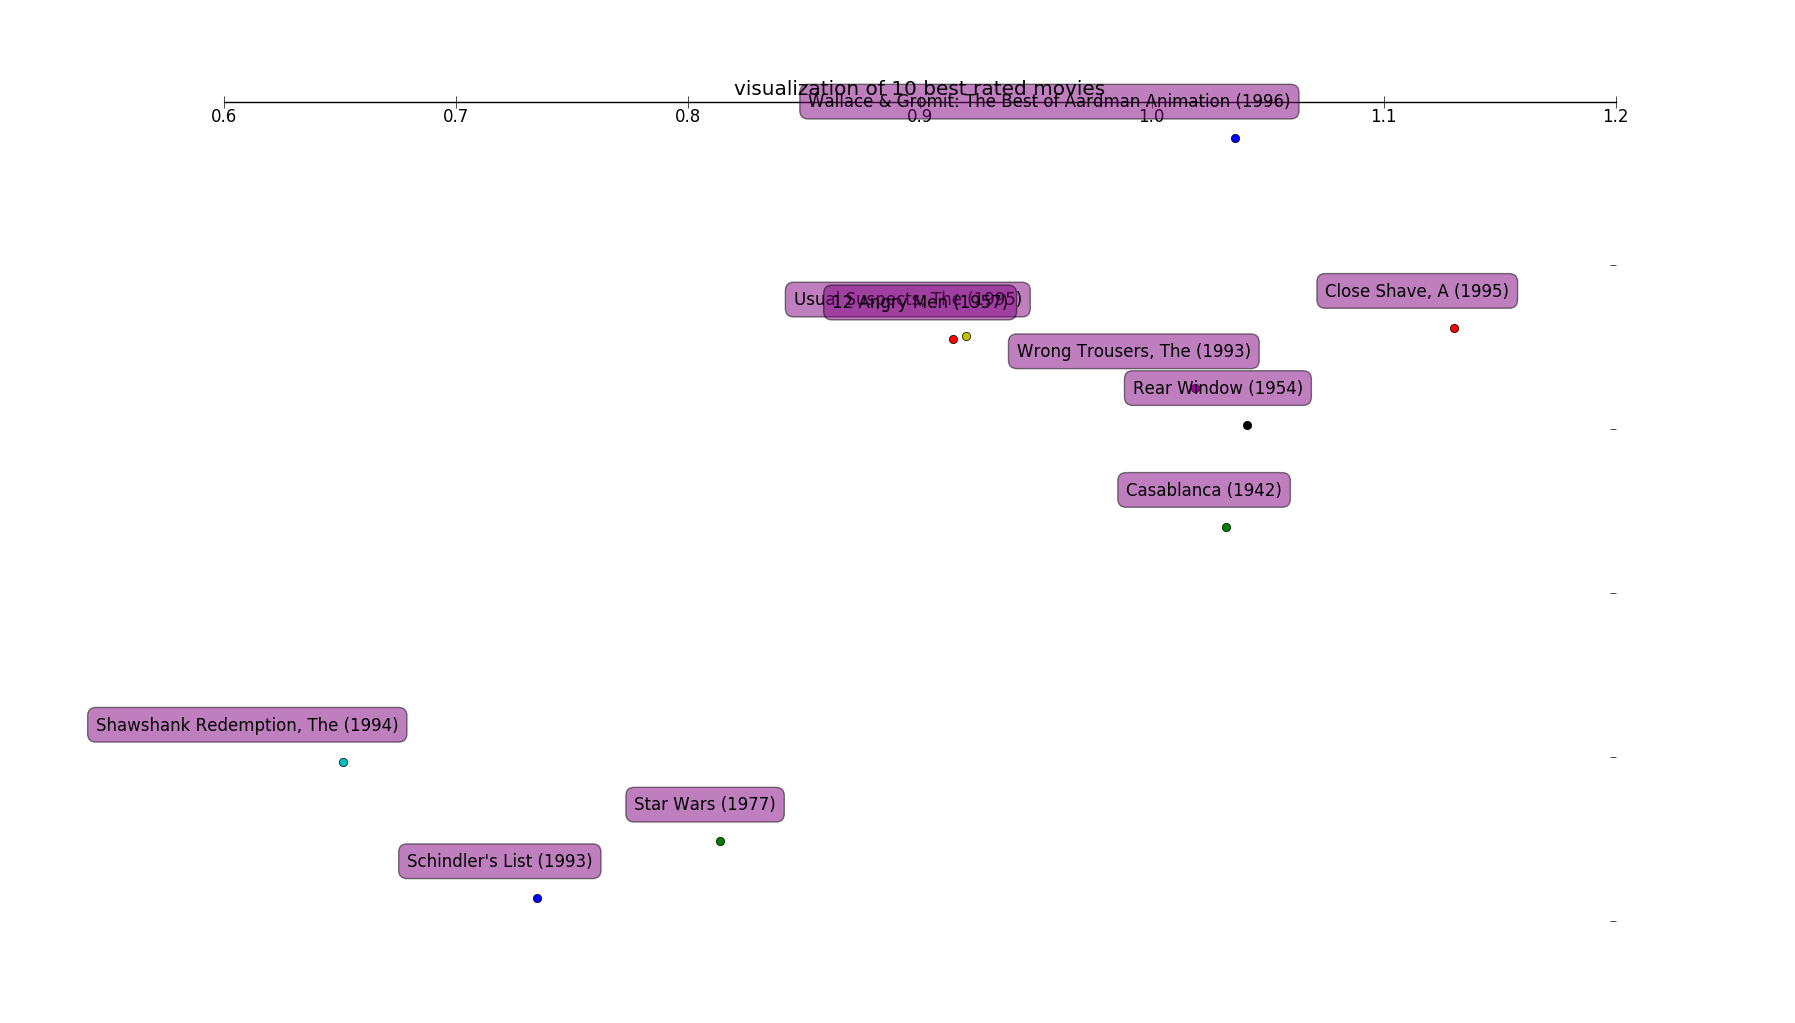 visualization of 10 best rated movies
Wallace & Gromit: The Best of Aardman Animation (1996)
0.6 0.7 0.8 0.9 1.0 1.1 1.2
Close Shave, A (1995)
Usual Suspects, The (1995)
12 Angry Men (1957)
Wrong Trousers, The (1993)
Rear Window (1954)
Casablanca (1942)
Shawshank Redemption, The (1994)
Star Wars (1977)
Schindler's List (1993)